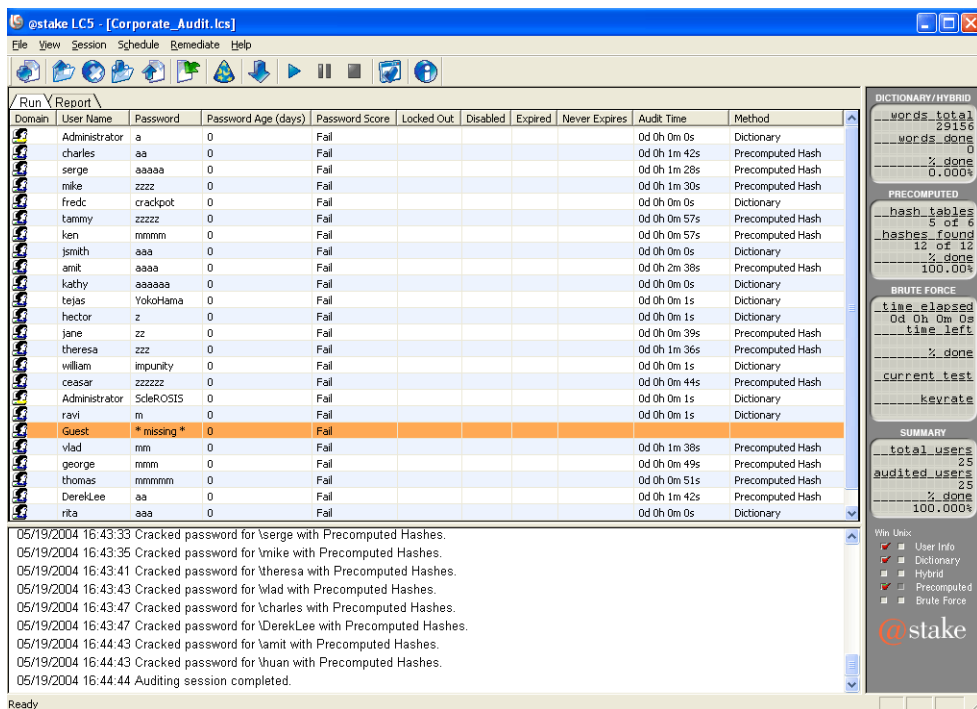 @stake LC5 - [Corporate_Audit.lcs]
File View Session Schedule Remediate Help
Run Report
Domain User Name Password Password Age (days) Password Score Locked Out Disabled Expired Never Expires Audit Time Method
Administrator a 0 Fail 0d 0h 0m 0s Dictionary
charles aa 0 Fail 0d 0h 1m 42s Precomputed Hash
serge aaaaa 0 Fail 0d 0h 1m 28s Precomputed Hash
mike zzzz 0 Fail 0d 0h 1m 30s Precomputed Hash
fredc crackpot 0 Fail 0d 0h 0m 0s Dictionary
tammy zzzzz 0 Fail 0d 0h 0m 57s Precomputed Hash
ken mmmm 0 Fail 0d 0h 0m 57s Precomputed Hash
jsmith aaa 0 Fail 0d 0h 0m 0s Dictionary
amit aaaa 0 Fail 0d 0h 2m 38s Precomputed Hash
kathy aaaaaa 0 Fail 0d 0h 0m 0s Dictionary
tejas YokoHama 0 Fail 0d 0h 0m 1s Dictionary
hector z 0 Fail 0d 0h 0m 1s Dictionary
jane zz 0 Fail 0d 0h 0m 39s Precomputed Hash
theresa zzz 0 Fail 0d 0h 1m 36s Precomputed Hash
william impunity 0 Fail 0d 0h 0m 1s Dictionary
ceasar zzzzzz 0 Fail 0d 0h 0m 44s Precomputed Hash
Administrator ScleROSIS 0 Fail 0d 0h 0m 1s Dictionary
ravi m 0 Fail 0d 0h 0m 1s Dictionary
Guest * missing * 0 Fail
vlad mm 0 Fail 0d 0h 1m 38s Precomputed Hash
george mmm 0 Fail 0d 0h 0m 49s Precomputed Hash
thomas mmmmm 0 Fail 0d 0h 0m 51s Precomputed Hash
DerekLee aa 0 Fail 0d 0h 1m 42s Precomputed Hash
rita aaa 0 Fail 0d 0h 0m 0s Dictionary
05/19/2004 16:43:33 Cracked password for \serge with Precomputed Hashes.
05/19/2004 16:43:35 Cracked password for \mike with Precomputed Hashes.
05/19/2004 16:43:41 Cracked password for \theresa with Precomputed Hashes.
05/19/2004 16:43:43 Cracked password for \vlad with Precomputed Hashes.
05/19/2004 16:43:47 Cracked password for \charles with Precomputed Hashes.
05/19/2004 16:43:47 Cracked password for \DerekLee with Precomputed Hashes.
05/19/2004 16:44:43 Cracked password for \amit with Precomputed Hashes.
05/19/2004 16:44:43 Cracked password for \huan with Precomputed Hashes.
05/19/2004 16:44:44 Auditing session completed.
Ready
DICTIONARY/HYBRID
words_total
29156
words_done
0
%_done
0.000%
PRECOMPUTED
hash_tables
5 of 6
hashes_found
12 of 12
%_done
100.00%
BRUTE FORCE
time_elapsed
0d 0h 0m 0s
time_left
%_done
current_test
keyrate
SUMMARY
total_users
25
audited_users
25
%_done
100.000%
Win Unix
User Info
Dictionary
Hybrid
Precomputed
Brute Force
@stake